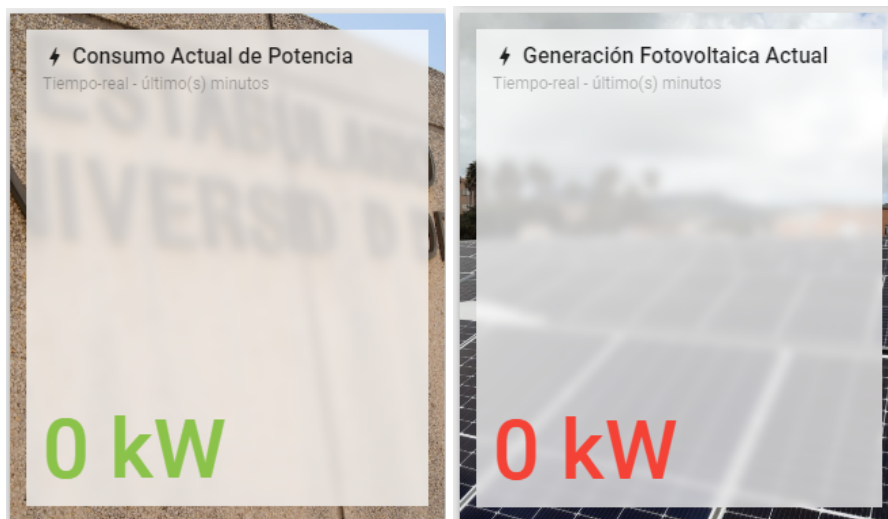 Consumo Actual de Potencia
Tiempo-real - último(s) minutos
ESTABULARIO
0 kW
Generación Fotovoltaica Actual
Tiempo-real - último(s) minutos
0 kW